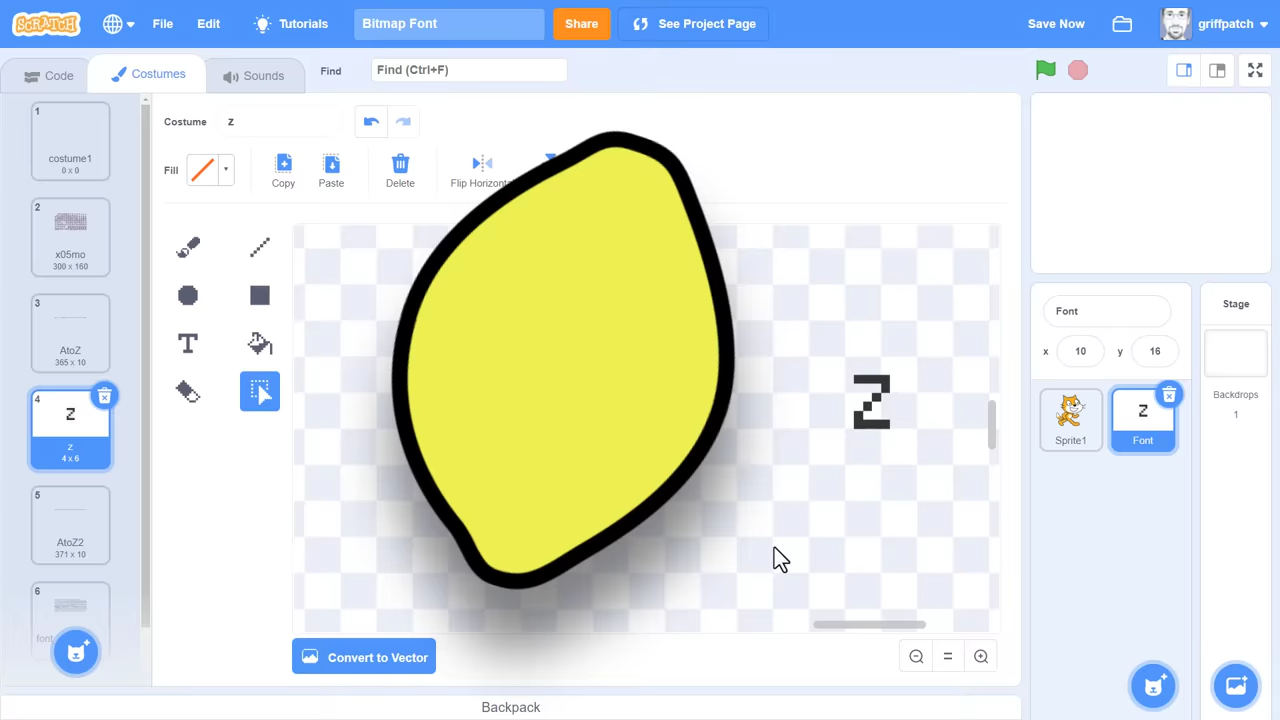 SCRATCH File Edit Tutorials Bitmap Font Share See Project Page Save Now griffpatch
Code Costumes Sounds Find Find (Ctrl+F)
1
costume1
0 x 0
2
x05mo
300 x 160
3
AtoZ
365 x 10
4
z
z
4 x 6
5
AtoZ2
371 x 10
6
font
Costume z
Fill Copy Paste Delete Flip Horizonta
T
z
Convert to Vector
Font
x 10 y 16
Sprite1
z
Font
Stage
Backdrops
1
Backpack